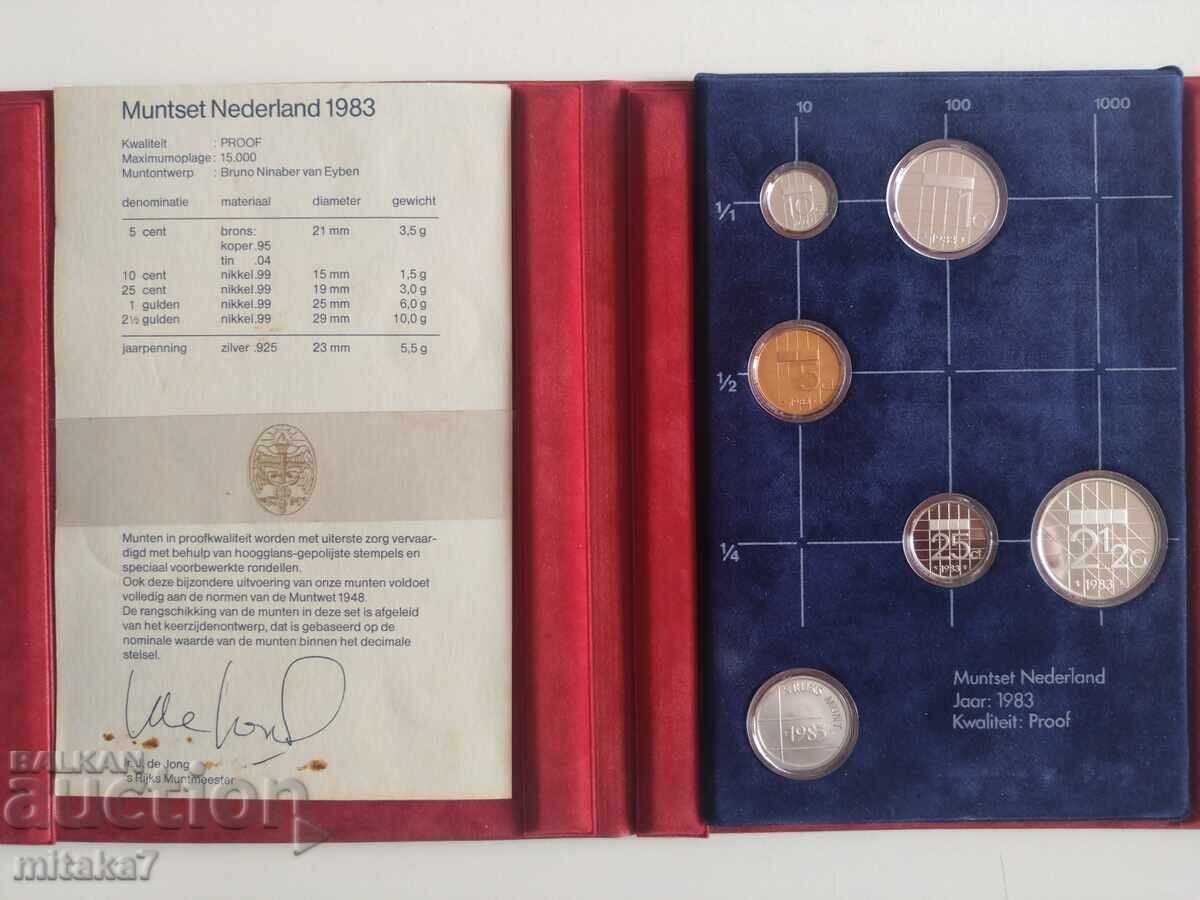 Muntset Nederland 1983
Kwaliteit : PROOF
Maximumoplage : 15.000
Muntontwerp : Bruno Ninaber van Eyben
denominatie materiaal diameter gewicht
5 cent brons: 21 mm 3,5 g
koper .95
tin .04
10 cent nikkel .99 15 mm 1,5 g
25 cent nikkel .99 19 mm 3,0 g
1 gulden nikkel .99 25 mm 6,0 g
2½ gulden nikkel .99 29 mm 10,0 g
jaarpenning zilver .925 23 mm 5,5 g
Munten in proofkwaliteit worden met uiterste zorg vervaar-
digd met behulp van hoogglans-gepolijste stempels en
speciaal voorbewerkte rondellen.
Ook deze bijzondere uitvoering van onze munten voldoet
volledig aan de normen van de Muntwet 1948.
De rangschikking van de munten in deze set is afgeleid
van het keerzijdenontwerp, dat is gebaseerd op de
nominale waarde van de munten binnen het decimale
stelsel.
de Jong
's Rijks Muntmeester
10 100 1000
1/1
10
1G
1983
1/2
5
1/4
25ct
1983
2½G
1983
'S RIJKS MUNT
1983
Muntset Nederland
Jaar: 1983
Kwaliteit: Proof
BALKAN
auction
mitaka7